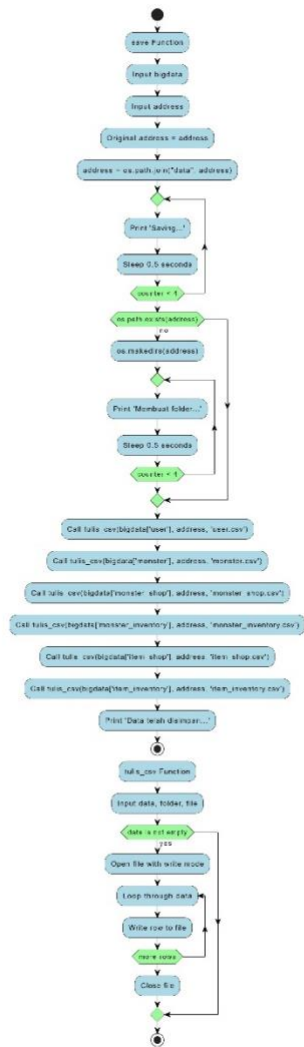 save Function
Input bigdata
Input address
Original address = address
address = os.path.join("data", address)
Print 'Saving...'
Sleep 0.5 seconds
counter < 4
os.path.exists(address)
no
os.makedirs(address)
Print 'Membuat folder...'
Sleep 0.5 seconds
counter < 4
Call tulis_csv(bigdata['user'], address, 'user.csv')
Call tulis_csv(bigdata['monster'], address, 'monster.csv')
Call tulis_csv(bigdata['monster_shop'], address, 'monster_shop.csv')
Call tulis_csv(bigdata['monster_inventory'], address, 'monster_inventory.csv')
Call tulis_csv(bigdata['item_shop'], address, 'item_shop.csv')
Call tulis_csv(bigdata['item_inventory'], address, 'item_inventory.csv')
Print 'Data telah disimpan...'
tulis_csv Function
Input data, folder, file
data is not empty
yes
Open file with write mode
Loop through data
Write row to file
more rows
Close file